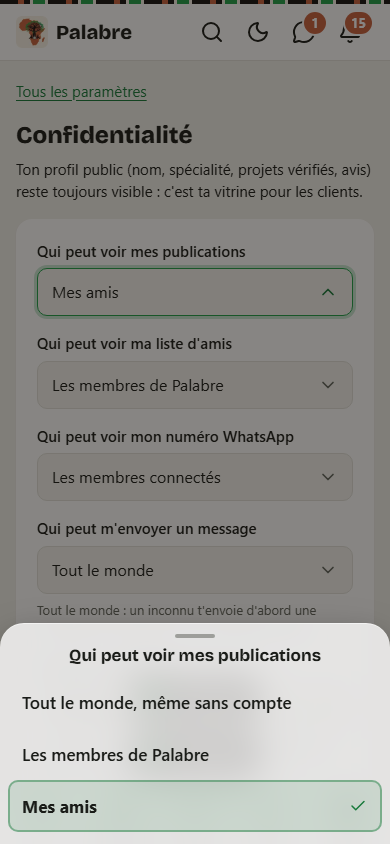 Palabre
1
15
Tous les paramètres
Confidentialité
Ton profil public (nom, spécialité, projets vérifiés, avis)
reste toujours visible : c'est ta vitrine pour les clients.
Qui peut voir mes publications
Mes amis
Qui peut voir ma liste d'amis
Les membres de Palabre
Qui peut voir mon numéro WhatsApp
Les membres connectés
Qui peut m'envoyer un message
Tout le monde
Tout le monde : un inconnu t'envoie d'abord une
Qui peut voir mes publications
Tout le monde, même sans compte
Les membres de Palabre
Mes amis